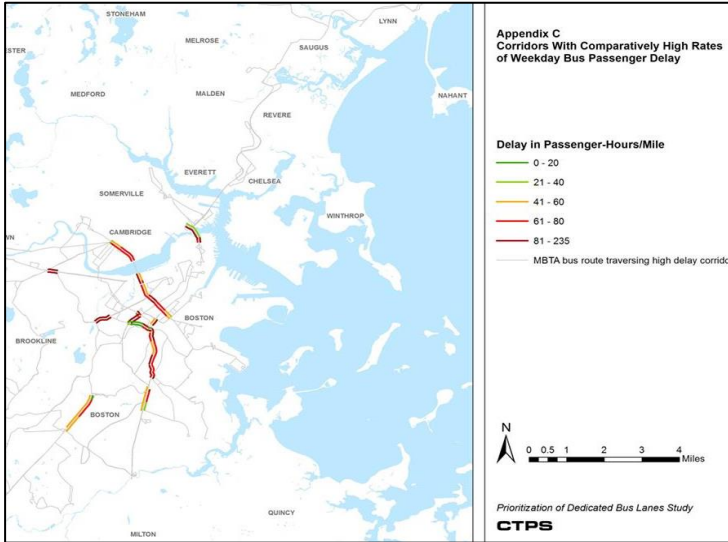 STONEHAM
LYNN
MELROSE
SAUGUS
MEDFORD
MALDEN
NAHANT
REVERE
EVERETT
CHELSEA
SOMERVILLE
WINTHROP
CAMBRIDGE
WN
BOSTON
BROOKLINE
BOSTON
QUINCY
MILTON
Appendix C
Corridors With Comparatively High Rates
of Weekday Bus Passenger Delay
Delay in Passenger-Hours/Mile
0 - 20
21 - 40
41 - 60
61 - 80
81 - 235
MBTA bus route traversing high delay corrido
N
0 0.5 1 2 3 4
Miles
Prioritization of Dedicated Bus Lanes Study
CTPS